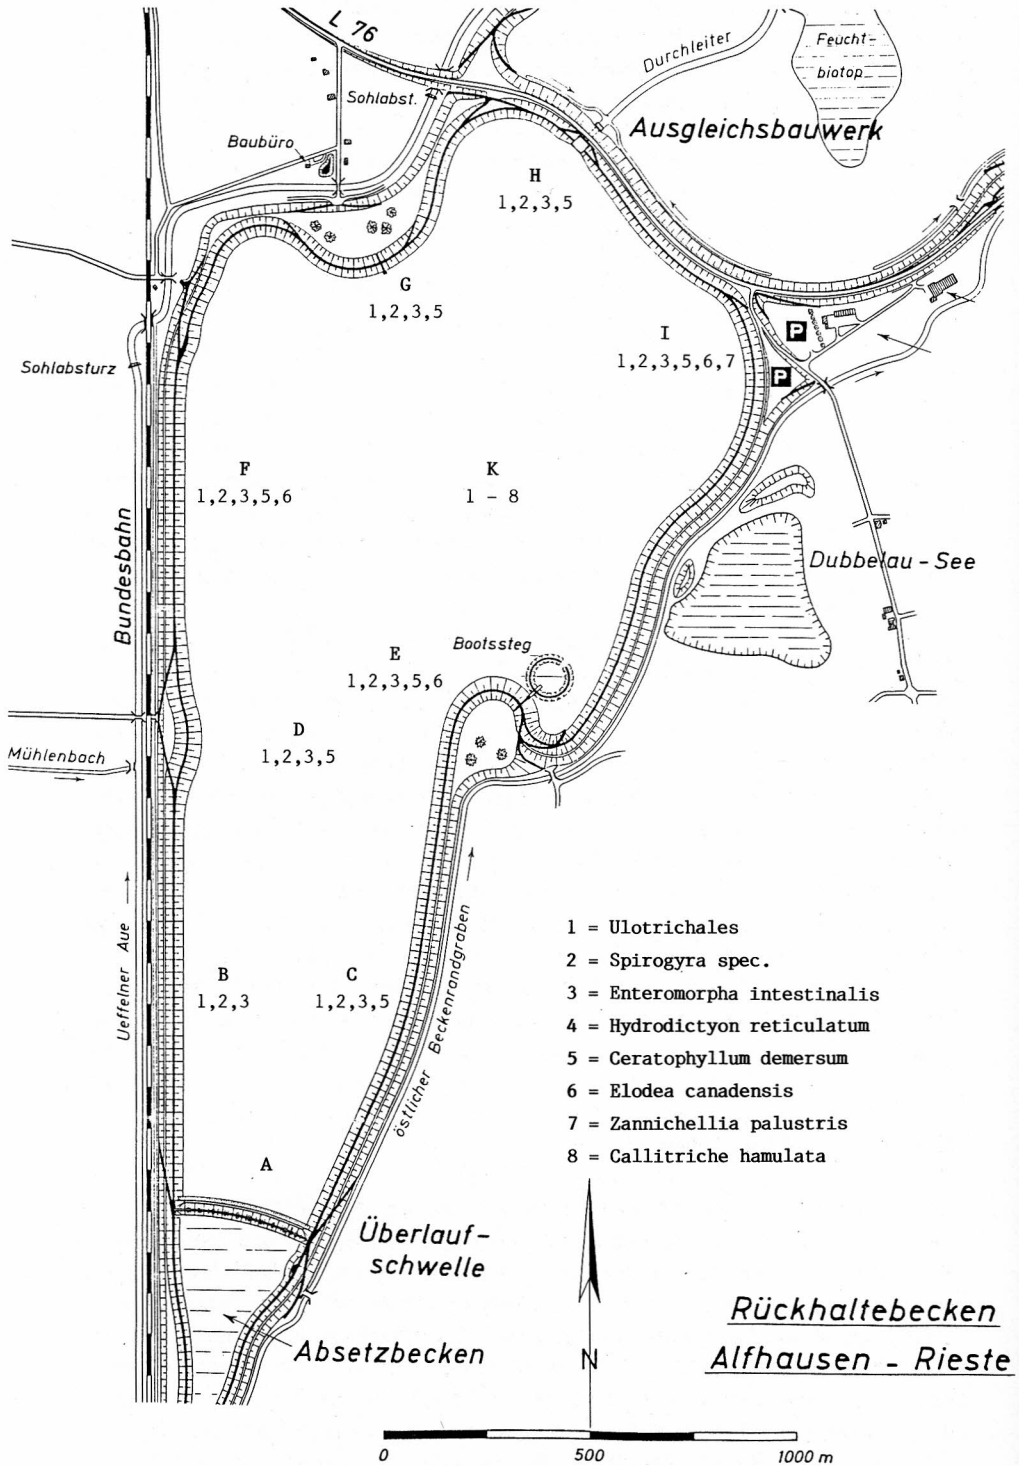 L 76
Durchleiter
Feucht-
biotop
Sohlabst.
Ausgleichsbauwerk
Baubüro
H
1,2,3,5
G
1,2,3,5
I
1,2,3,5,6,7
P
P
Sohlabsturz
F
1,2,3,5,6
K
1 - 8
Bundesbahn
Dubbelau - See
Bootssteg
E
1,2,3,5,6
D
1,2,3,5
Mühlenbach
Ueffelner Aue
B
1,2,3
C
1,2,3,5
östlicher Beckenrandgraben
1 = Ulotrichales
2 = Spirogyra spec.
3 = Enteromorpha intestinalis
4 = Hydrodictyon reticulatum
5 = Ceratophyllum demersum
6 = Elodea canadensis
7 = Zannichellia palustris
8 = Callitriche hamulata
A
Überlauf-
schwelle
Absetzbecken
N
Rückhaltebecken
Alfhausen - Rieste
0 500 1000 m